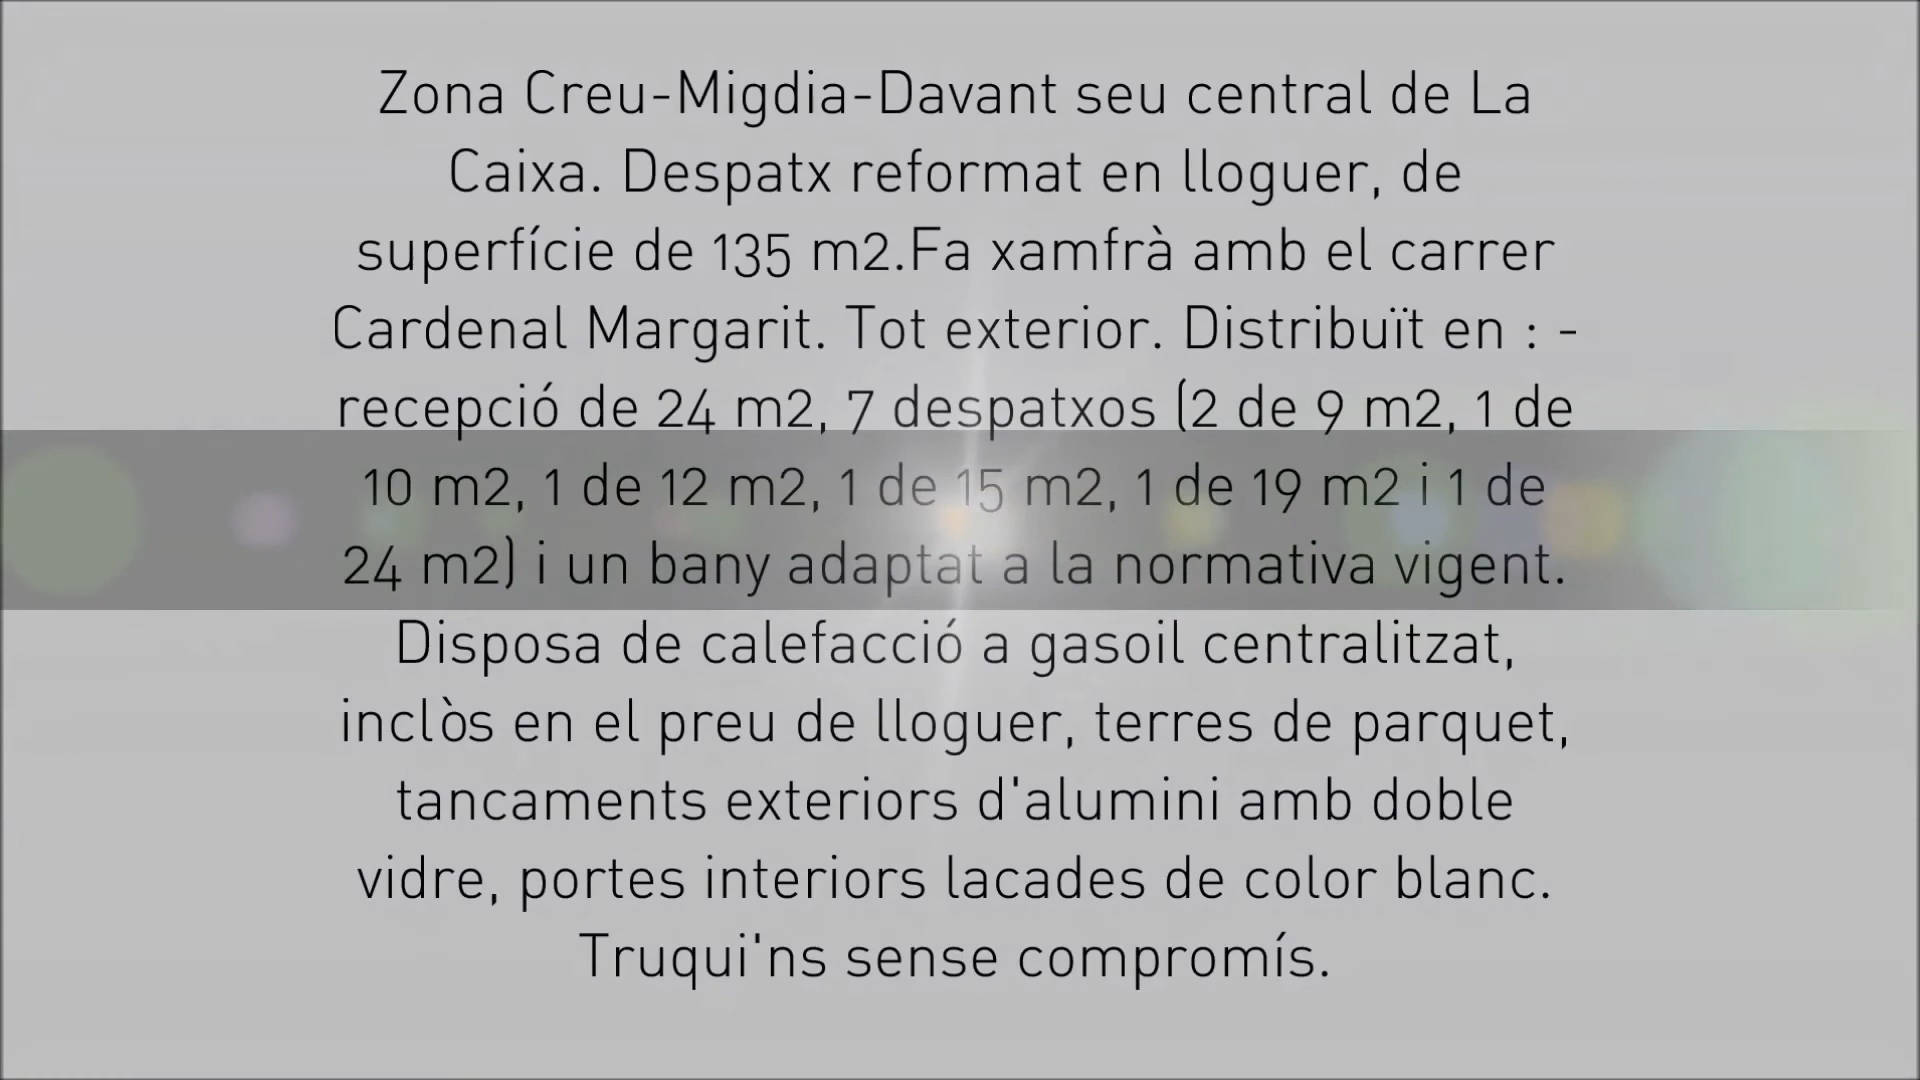 Zona Creu-Migdia-Davant seu central de La
Caixa. Despatx reformat en lloguer, de
superfície de 135 m2.Fa xamfrà amb el carrer
Cardenal Margarit. Tot exterior. Distribuït en : -
recepció de 24 m2, 7 despatxos (2 de 9 m2, 1 de
10 m2, 1 de 12 m2, 1 de 15 m2, 1 de 19 m2 i 1 de
24 m2) i un bany adaptat a la normativa vigent.
Disposa de calefacció a gasoil centralitzat,
inclòs en el preu de lloguer, terres de parquet,
tancaments exteriors d'alumini amb doble
vidre, portes interiors lacades de color blanc.
Truqui'ns sense compromís.